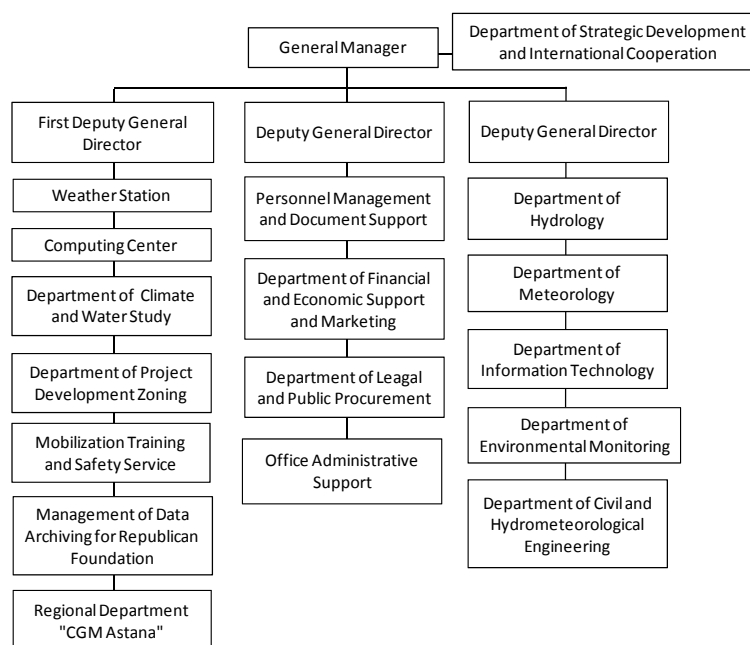 General Manager
Department of Strategic Development
and International Cooperation
First Deputy General
Director
Weather Station
Computing Center
Department of Climate
and Water Study
Department of Project
Development Zoning
Mobilization Training
and Safety Service
Management of Data
Archiving for Republican
Foundation
Regional Department
"CGM Astana"
Deputy General Director
Personnel Management
and Document Support
Department of Financial
and Economic Support
and Marketing
Department of Leagal
and Public Procurement
Office Administrative
Support
Deputy General Director
Department of
Hydrology
Department of
Meteorology
Department of
Information Technology
Department of
Environmental Monitoring
Department of Civil and
Hydrometeorological
Engineering